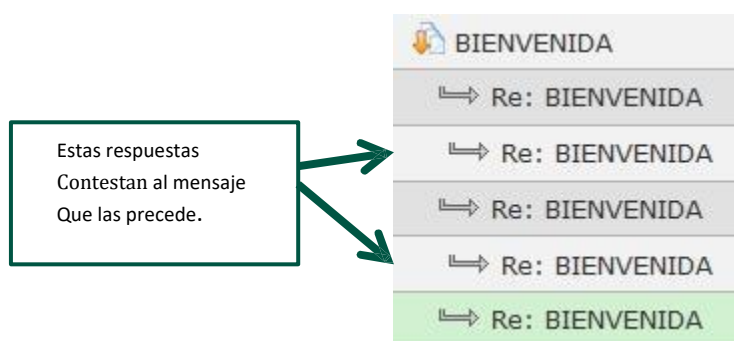 Estas respuestas
Contestan al mensaje
Que las precede.
BIENVENIDA
Re: BIENVENIDA
Re: BIENVENIDA
Re: BIENVENIDA
Re: BIENVENIDA
Re: BIENVENIDA